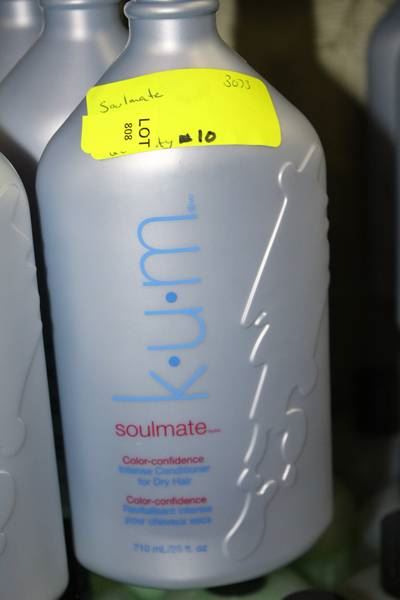 Soulmate 3033
LOT
808
10
k.u.m
soulmate
Color-confidence
Intense Conditioner
for Dry Hair
Color-confidence
Revitalisant intense
pour cheveux secs
710 mL/25 fl. oz